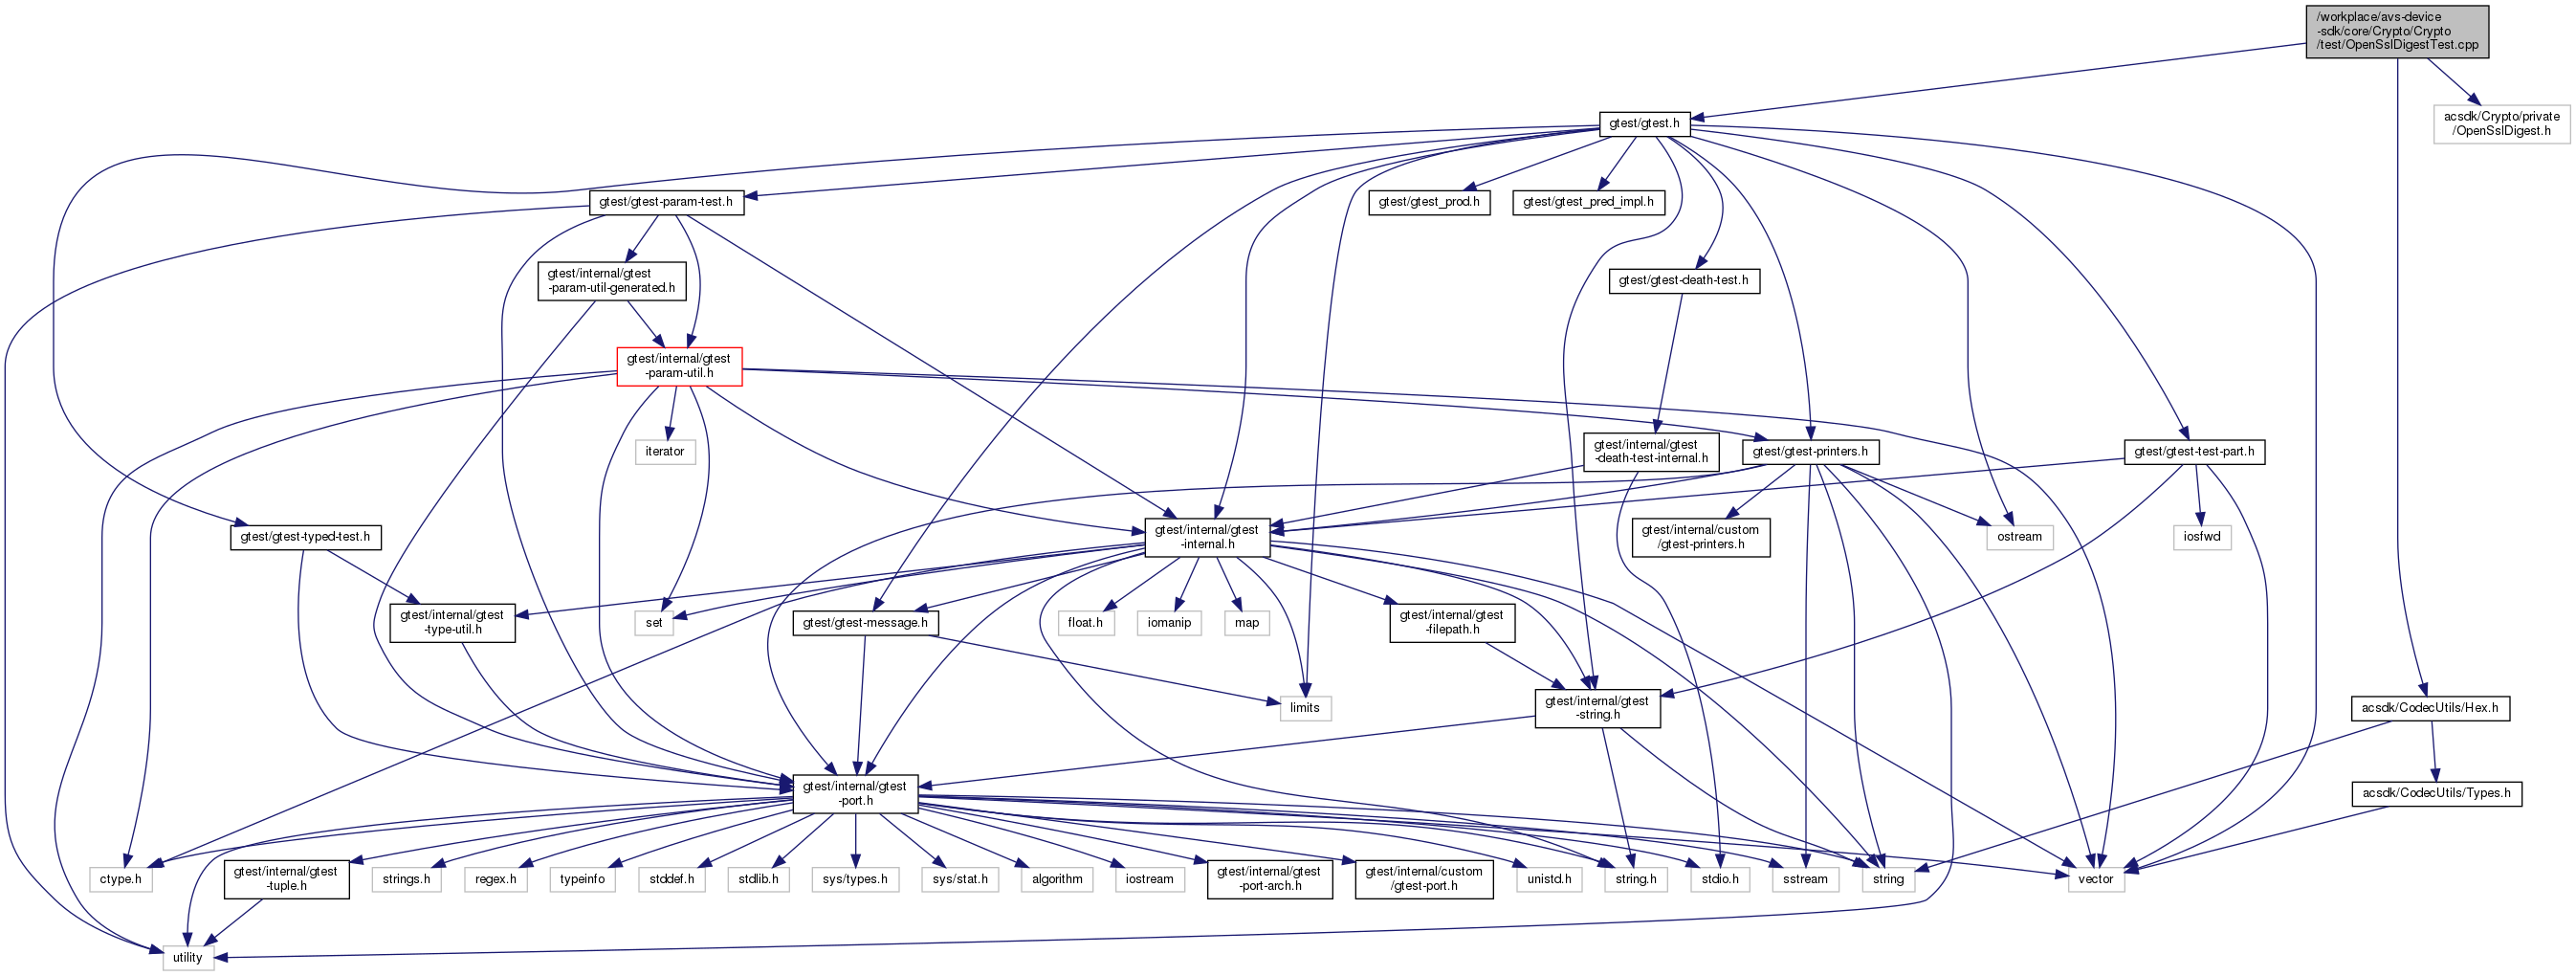 /workplace/avs-device
-sdk/core/Crypto/Crypto
/test/OpenSslDigestTest.cpp
gtest/gtest.h
acsdk/Crypto/private
/OpenSslDigest.h
gtest/gtest-param-test.h
gtest/gtest_prod.h
gtest/gtest_pred_impl.h
gtest/internal/gtest
-param-util-generated.h
gtest/gtest-death-test.h
gtest/internal/gtest
-param-util.h
iterator
gtest/internal/gtest
-death-test-internal.h
gtest/gtest-printers.h
gtest/gtest-test-part.h
gtest/gtest-typed-test.h
gtest/internal/gtest
-internal.h
gtest/internal/custom
/gtest-printers.h
ostream
iosfwd
gtest/internal/gtest
-type-util.h
set
gtest/gtest-message.h
float.h
iomanip
map
gtest/internal/gtest
-filepath.h
limits
gtest/internal/gtest
-string.h
acsdk/CodecUtils/Hex.h
gtest/internal/gtest
-port.h
acsdk/CodecUtils/Types.h
ctype.h
gtest/internal/gtest
-tuple.h
strings.h
regex.h
typeinfo
stddef.h
stdlib.h
sys/types.h
sys/stat.h
algorithm
iostream
gtest/internal/gtest
-port-arch.h
gtest/internal/custom
/gtest-port.h
unistd.h
string.h
stdio.h
sstream
string
vector
utility